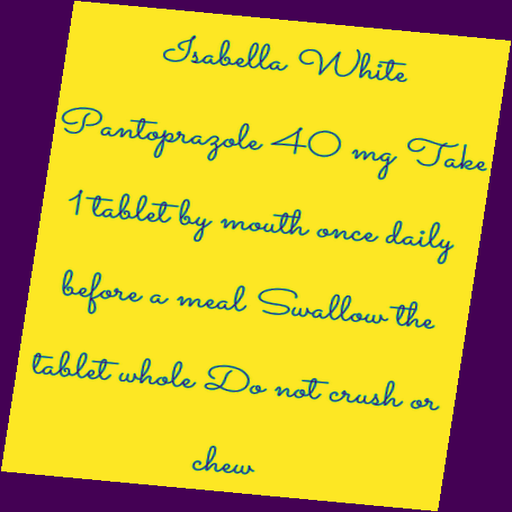 Isabella White
Pantoprazole 40 mg Take
1 tablet by mouth once daily
before a meal Swallow the
tablet whole Do not crush or
chew